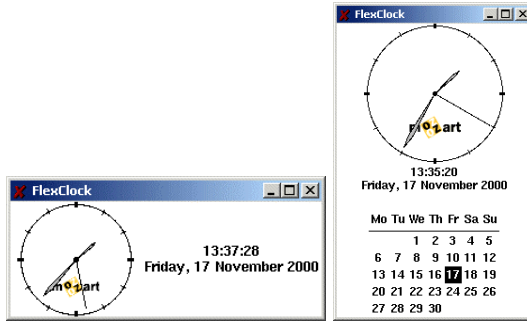 FlexClock
mozart
13:37:28
Friday, 17 November 2000
FlexClock
mozart
13:35:20
Friday, 17 November 2000
Mo Tu We Th Fr Sa Su
1 2 3 4 5
6 7 8 9 10 11 12
13 14 15 16 17 18 19
20 21 22 23 24 25 26
27 28 29 30